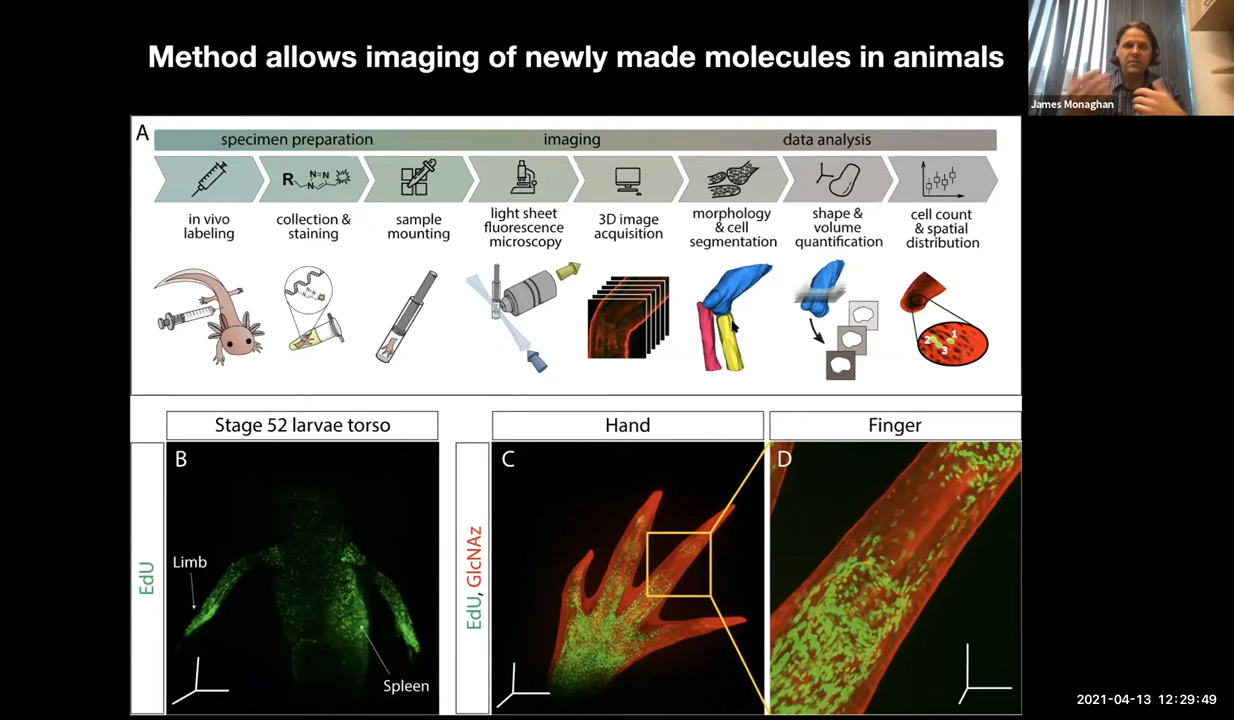 Method allows imaging of newly made molecules in animals
James Monaghan
A
specimen preparation
imaging
data analysis
R
N=N
N
in vivo
labeling
collection &
staining
sample
mounting
light sheet
fluorescence
microscopy
3D image
acquisition
morphology
& cell
segmentation
shape &
volume
quantification
cell count
& spatial
distribution
1
2
3
Stage 52 larvae torso
Hand
Finger
EdU
B
Limb
Spleen
EdU, GlcNAz
C
D
2021-04-13 12:29:49